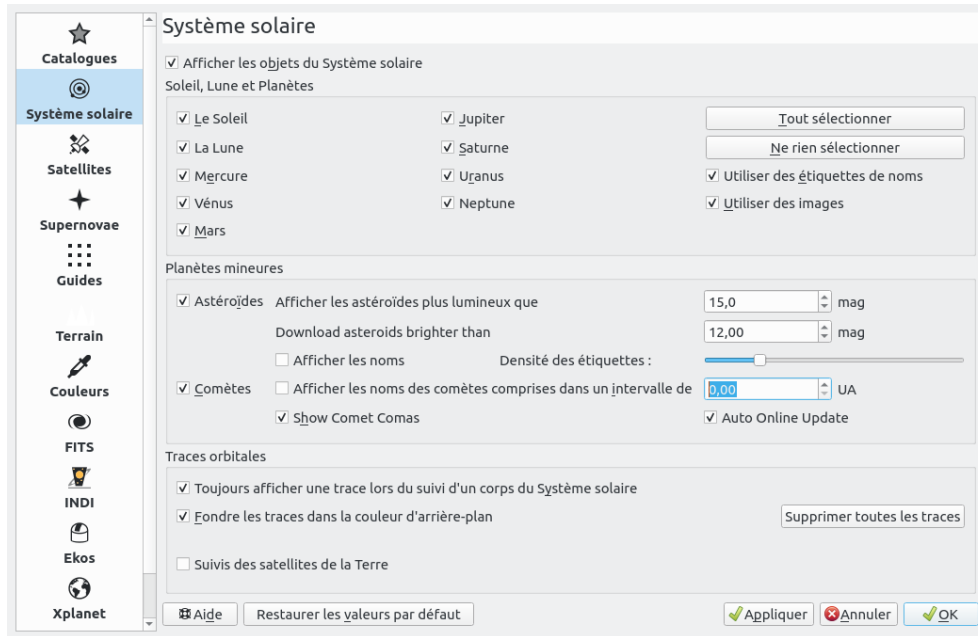 Catalogues
Système solaire
Satellites
Supernovae
Guides
Terrain
Couleurs
FITS
INDI
Ekos
Xplanet
Système solaire
Afficher les objets du Système solaire
Soleil, Lune et Planètes
Le Soleil Jupiter Tout sélectionner
La Lune Saturne Ne rien sélectionner
Mercure Uranus Utiliser des étiquettes de noms
Vénus Neptune Utiliser des images
Mars
Planètes mineures
Astéroïdes Afficher les astéroïdes plus lumineux que 15,0 mag
Download asteroids brighter than 12,00 mag
Afficher les noms Densité des étiquettes :
Comètes Afficher les noms des comètes comprises dans un intervalle de 0,00 UA
Show Comet Comas Auto Online Update
Traces orbitales
Toujours afficher une trace lors du suivi d'un corps du Système solaire
Fondre les traces dans la couleur d'arrière-plan Supprimer toutes les traces
Suivis des satellites de la Terre
Aide Restaurer les valeurs par défaut Appliquer Annuler OK